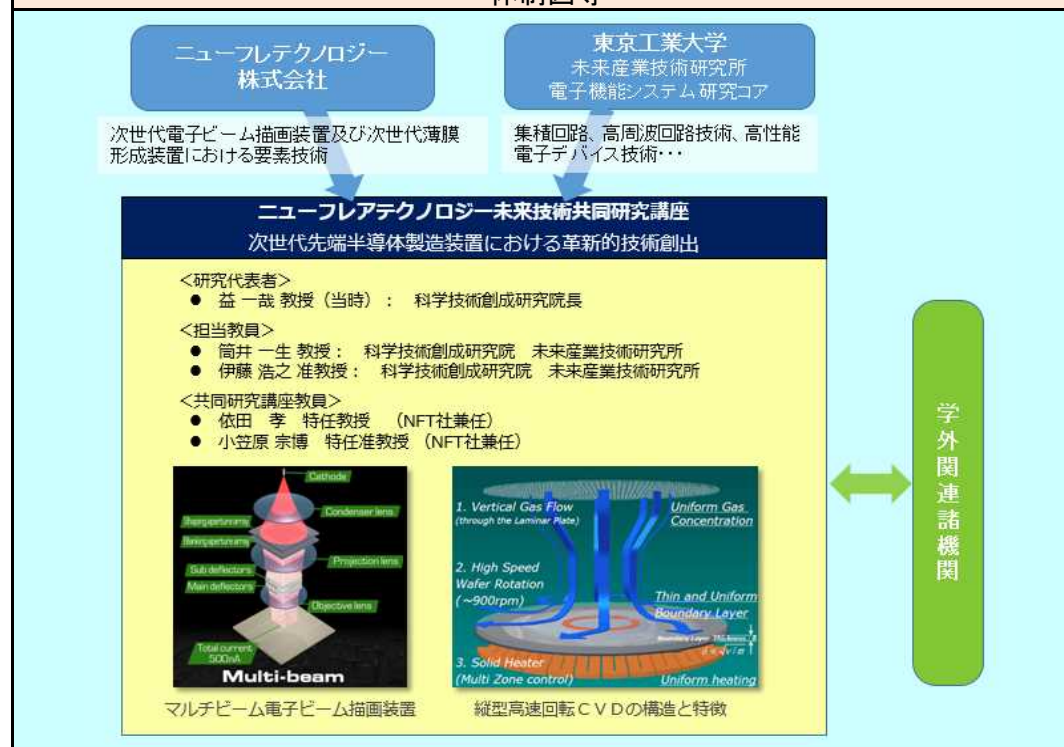 ニューフレテクノロジー
株式会社
東京工業大学
未来産業技術研究所
電子機能システム研究コア
次世代電子ビーム描画装置及び次世代薄膜
形成装置における要素技術
集積回路、高周波回路技術、高性能
電子デバイス技術・・・
ニューフレアテクノロジー未来技術共同研究講座
次世代先端半導体製造装置における革新的技術創出
<研究代表者>
● 益 一哉 教授（当時）： 科学技術創成研究院長
<担当教員>
● 筒井 一生 教授： 科学技術創成研究院 未来産業技術研究所
● 伊藤 浩之 准教授： 科学技術創成研究院 未来産業技術研究所
<共同研究講座教員>
● 依田 孝 特任教授 （NFT社兼任）
● 小笠原 宗博 特任准教授 （NFT社兼任）
Cathode
Condenser lens
Shaping aperture array
Blanking aperture array
Projection lens
Sub deflectors
Main deflectors
Objective lens
Total current
500nA
Multi-beam
マルチビーム電子ビーム描画装置
1. Vertical Gas Flow
(through the Laminar Plate)
Uniform Gas
Concentration
2. High Speed
Wafer Rotation
(~900rpm)
Thin and Uniform
Boundary Layer
Boundary Layer Thickness
3. Solid Heater
(Multi Zone control)
Uniform heating
縦型高速回転ＣＶＤの構造と特徴
学外関連諸機関